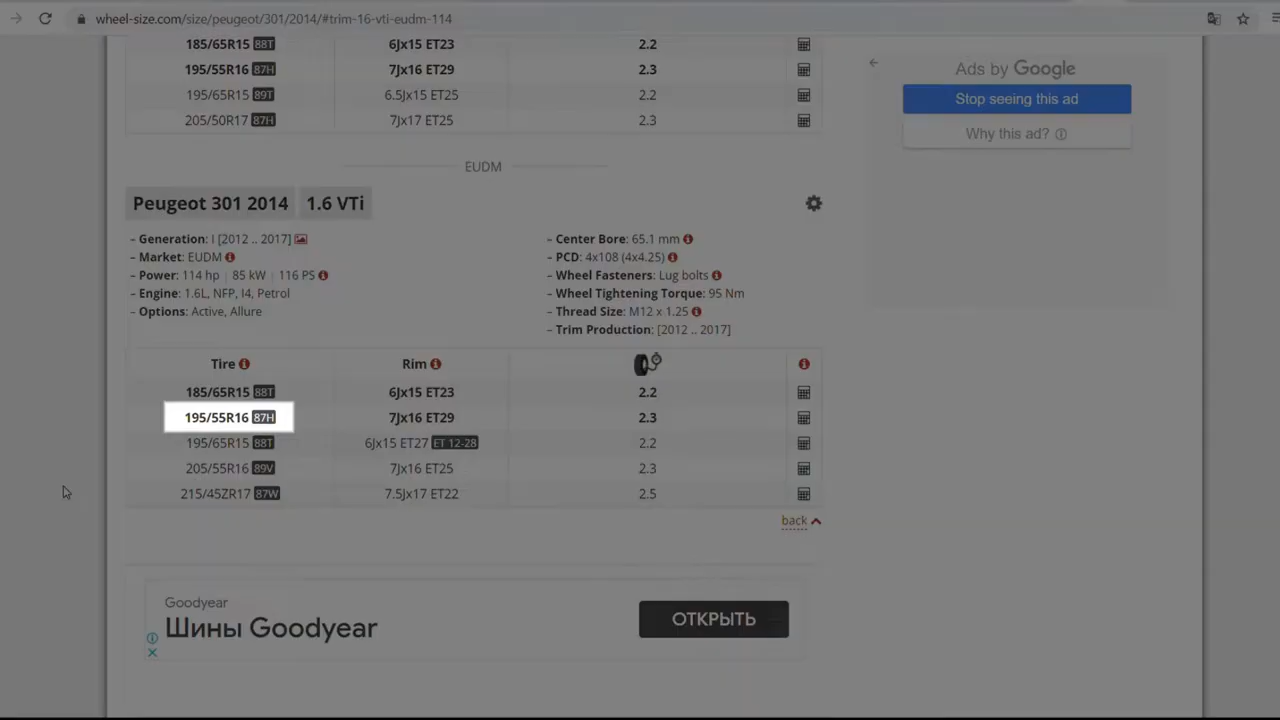 wheel-size.com/size/peugeot/301/2014/#trim-16-vti-eudm-114
185/65R15 88T 6Jx15 ET23 2.2
195/55R16 87H 7Jx16 ET29 2.3
195/65R15 89T 6.5Jx15 ET25 2.2
205/50R17 87H 7Jx17 ET25 2.3
Ads by Google
Stop seeing this ad
Why this ad?
EUDM
Peugeot 301 2014 1.6 VTi
– Generation: I [2012 .. 2017]
– Market: EUDM
– Power: 114 hp | 85 kW | 116 PS
– Engine: 1.6L, NFP, I4, Petrol
– Options: Active, Allure
– Center Bore: 65.1 mm
– PCD: 4x108 (4x4.25)
– Wheel Fasteners: Lug bolts
– Wheel Tightening Torque: 95 Nm
– Thread Size: M12 x 1.25
– Trim Production: [2012 .. 2017]
Tire Rim
185/65R15 88T 6Jx15 ET23 2.2
195/55R16 87H 7Jx16 ET29 2.3
195/65R15 88T 6Jx15 ET27 ET 12-28 2.2
205/55R16 89V 7Jx16 ET25 2.3
215/45ZR17 87W 7.5Jx17 ET22 2.5
back
Goodyear
Шины Goodyear
ОТКРЫТЬ